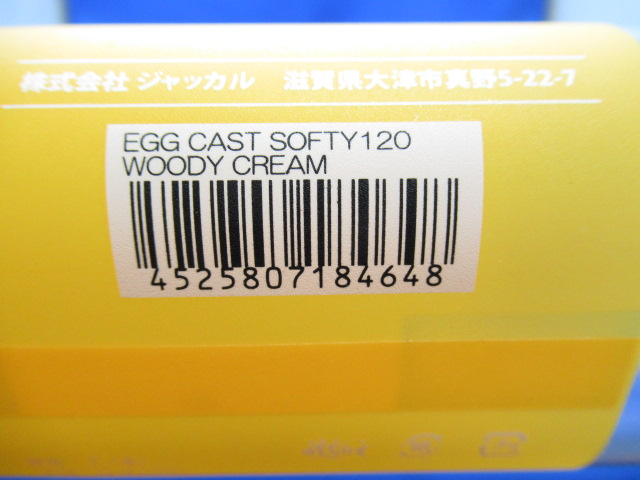 株式会社 ジャッカル 滋賀県大津市真野5-22-7
EGG CAST SOFTY120
WOODY CREAM
4525807184648